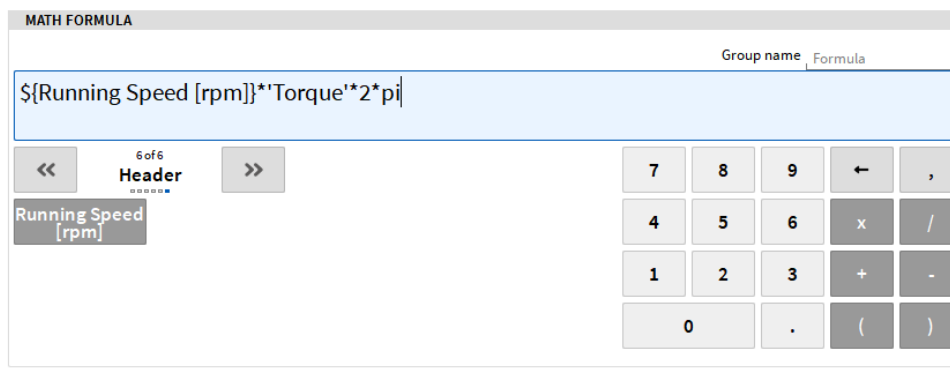 MATH FORMULA
Group name Formula
${Running Speed [rpm]}*'Torque'*2*pi
6 of 6
Header
Running Speed
[rpm]
7 8 9 ← ,
4 5 6 x /
1 2 3 + -
0 . ( )